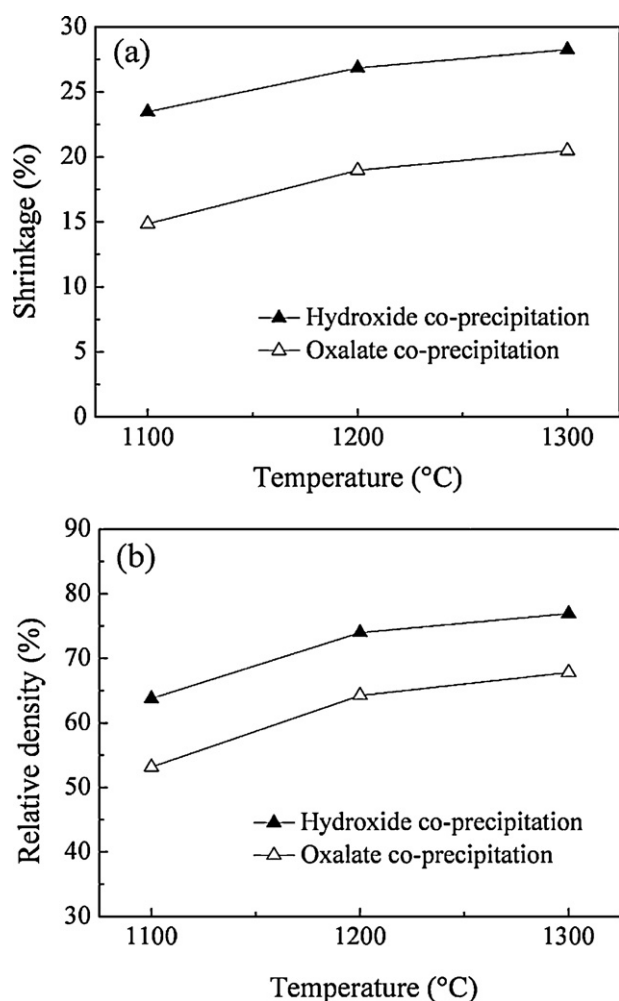 (a)
30
25
20
15
10
5
0
Shrinkage (%)
Hydroxide co-precipitation
Oxalate co-precipitation
1100 1200 1300
Temperature (°C)
(b)
90
80
70
60
50
40
30
Relative density (%)
Hydroxide co-precipitation
Oxalate co-precipitation
1100 1200 1300
Temperature (°C)